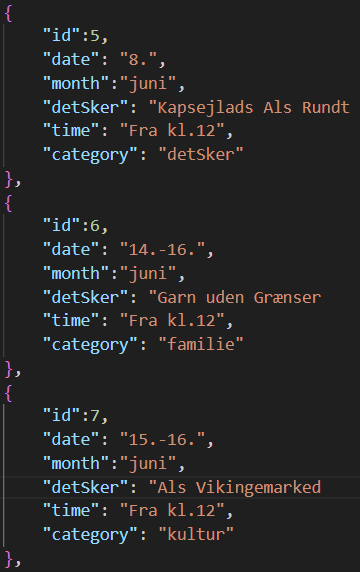 {
"id":5,
"date": "8.",
"month":"juni",
"detSker": "Kapsejlads Als Rundt
"time": "Fra kl.12",
"category": "detSker"
},
{
"id":6,
"date": "14.-16.",
"month":"juni",
"detSker": "Garn uden Grænser
"time": "Fra kl.12",
"category": "familie"
},
{
"id":7,
"date": "15.-16.",
"month":"juni",
"detSker": "Als Vikingemarked
"time": "Fra kl.12",
"category": "kultur"
},